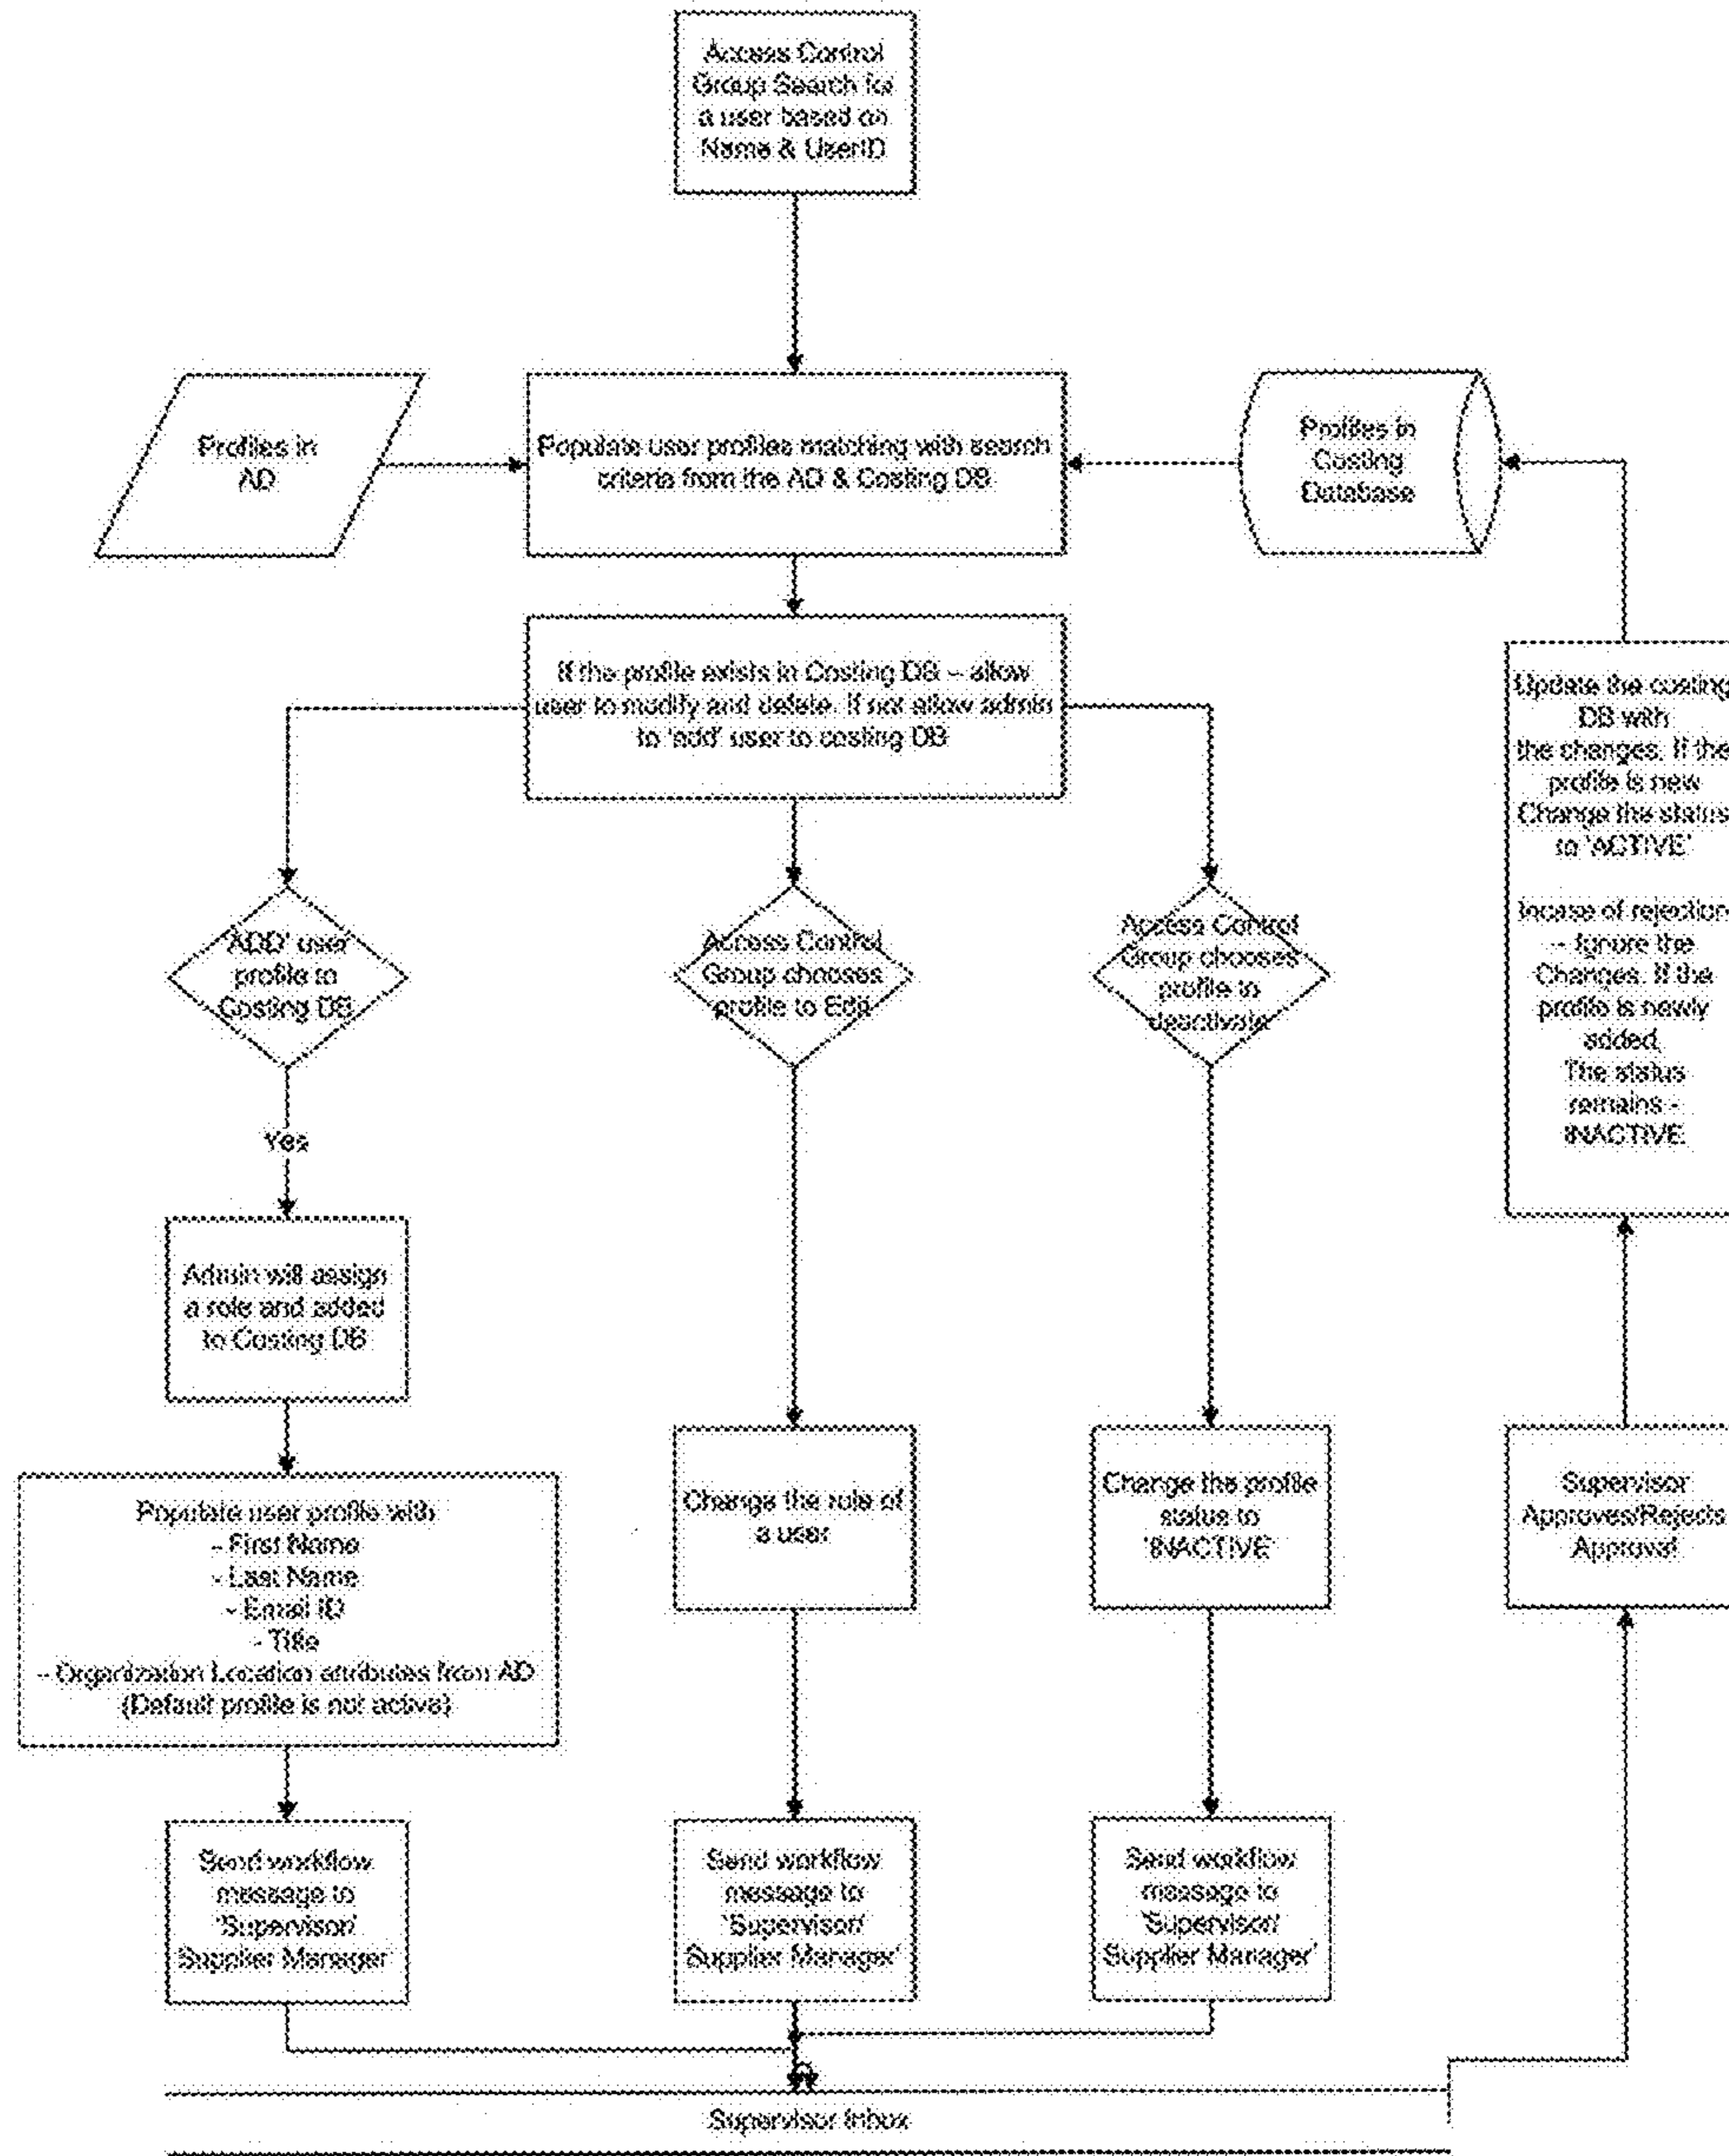 Access Control
Group Search for
a user based on
Name & UserID
Profiles in
AD
Populate user profiles matching with search
criteria from the AD & Costing DB
Profiles in
Costing
Database
If the profile exists in Costing DB – allow
user to modify and delete. If not allow admin
to 'add' user to costing DB
Update the costing
DB with
the changes. If the
profile is new
Change the status
to 'ACTIVE'
Incase of rejection
– Ignore the
Changes. If the
profile is newly
added,
The status
remains -
INACTIVE
'ADD' user
profile to
Costing DB
Access Control
Group chooses
profile to Edit
Access Control
Group chooses
profile to
deactivate
Yes
Admin will assign
a role and added
to Costing DB
Populate user profile with
- First Name
- Last Name
- Email ID
- Title
- Organization Location attributes from AD
(Default profile is not active)
Change the role of
a user
Change the profile
status to
'INACTIVE'
Supervisor
Approves/Rejects
Approval
Send workflow
message to
'Supervisor/
Supplier Manager'
Send workflow
message to
'Supervisor/
Supplier Manager'
Send workflow
message to
'Supervisor/
Supplier Manager'
Supervisor Inbox